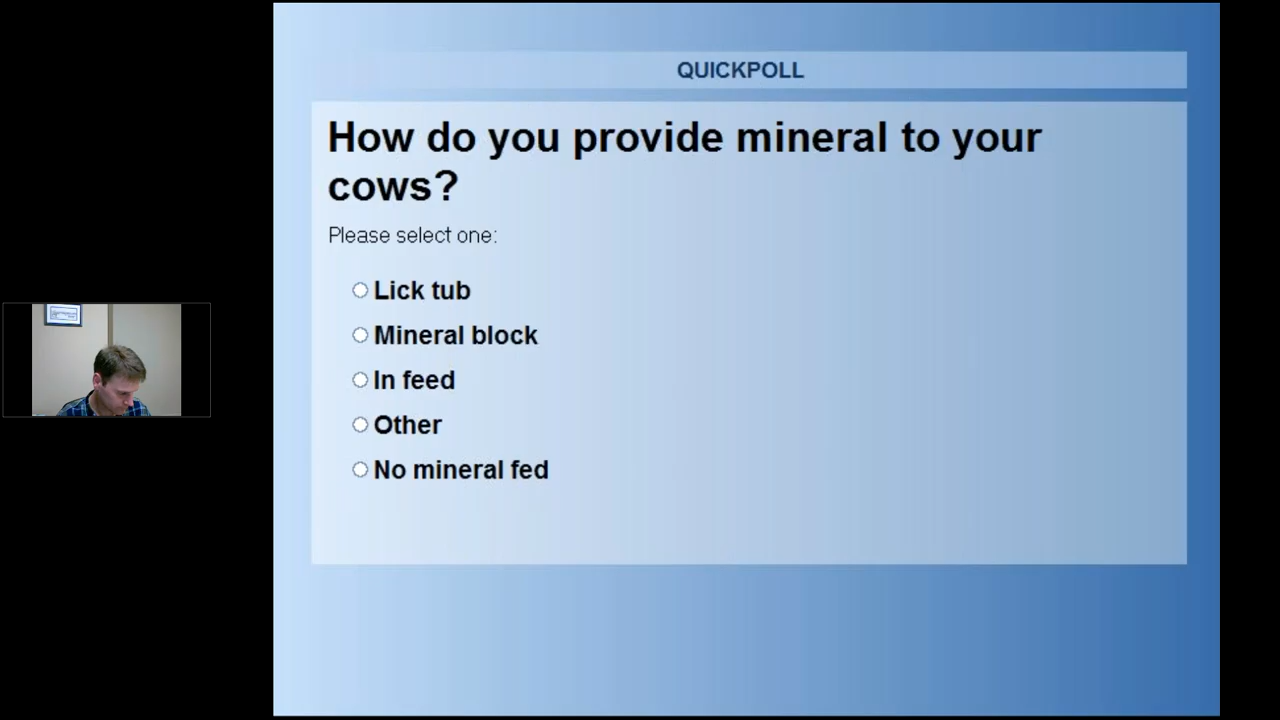 QUICKPOLL
How do you provide mineral to your
cows?
Please select one:
Lick tub
Mineral block
In feed
Other
No mineral fed